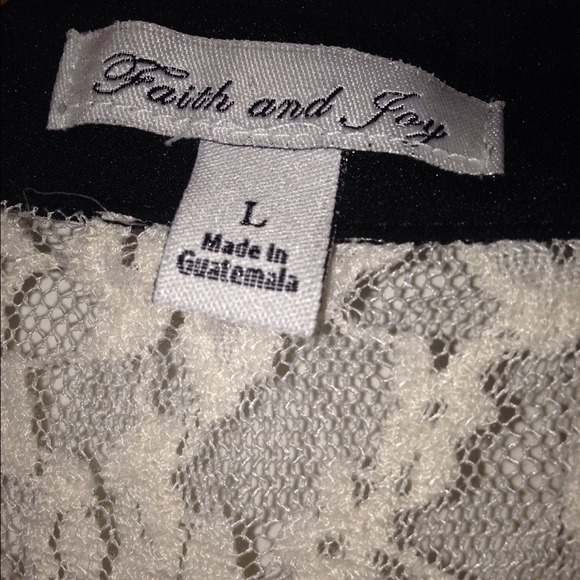 Faith and Joy
L
Made in
Guatemala